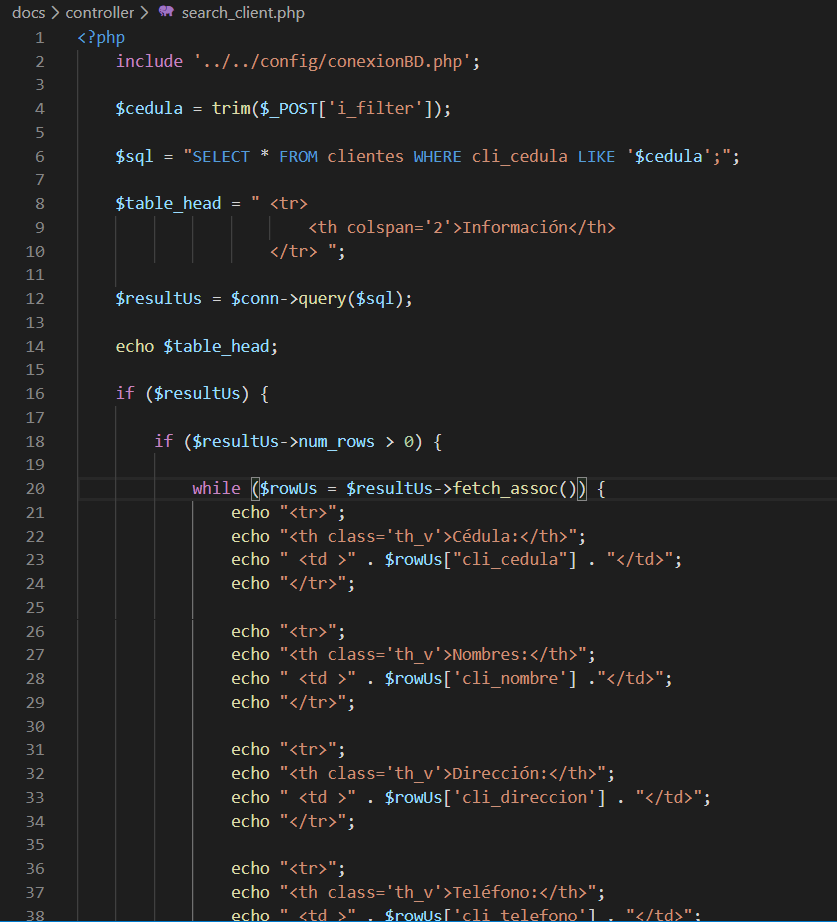 docs > controller > search_client.php
1 <?php
2 include '../../config/conexionBD.php';
3
4 $cedula = trim($_POST['i_filter']);
5
6 $sql = "SELECT * FROM clientes WHERE cli_cedula LIKE '$cedula';";
7
8 $table_head = " <tr>
9 <th colspan='2'>Información</th>
10 </tr> ";
11
12 $resultUs = $conn->query($sql);
13
14 echo $table_head;
15
16 if ($resultUs) {
17
18 if ($resultUs->num_rows > 0) {
19
20 while ($rowUs = $resultUs->fetch_assoc()) {
21 echo "<tr>";
22 echo "<th class='th_v'>Cédula:</th>";
23 echo " <td >" . $rowUs["cli_cedula"] . "</td>";
24 echo "</tr>";
25
26 echo "<tr>";
27 echo "<th class='th_v'>Nombres:</th>";
28 echo " <td >" . $rowUs['cli_nombre'] ."</td>";
29 echo "</tr>";
30
31 echo "<tr>";
32 echo "<th class='th_v'>Dirección:</th>";
33 echo " <td >" . $rowUs['cli_direccion'] . "</td>";
34 echo "</tr>";
35
36 echo "<tr>";
37 echo "<th class='th_v'>Teléfono:</th>";
38 echo " <td >" . $rowUs['cli_telefono'] . "</td>";